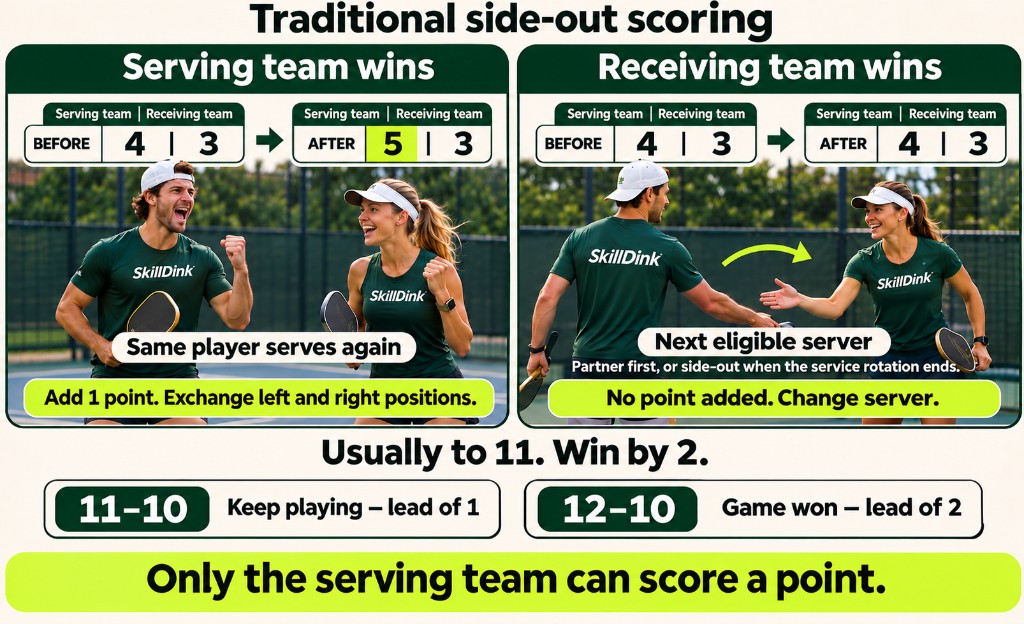 Traditional side-out scoring
Serving team wins
Serving team | Receiving team
BEFORE 4 | 3
Serving team | Receiving team
AFTER 5 | 3
SkillDink
SkillDink
Same player serves again
Add 1 point. Exchange left and right positions.
Receiving team wins
Serving team | Receiving team
BEFORE 4 | 3
Serving team | Receiving team
AFTER 4 | 3
SkillDink
SkillDink
Next eligible server
Partner first, or side-out when the service rotation ends.
No point added. Change server.
Usually to 11. Win by 2.
11–10 Keep playing – lead of 1
12–10 Game won – lead of 2
Only the serving team can score a point.